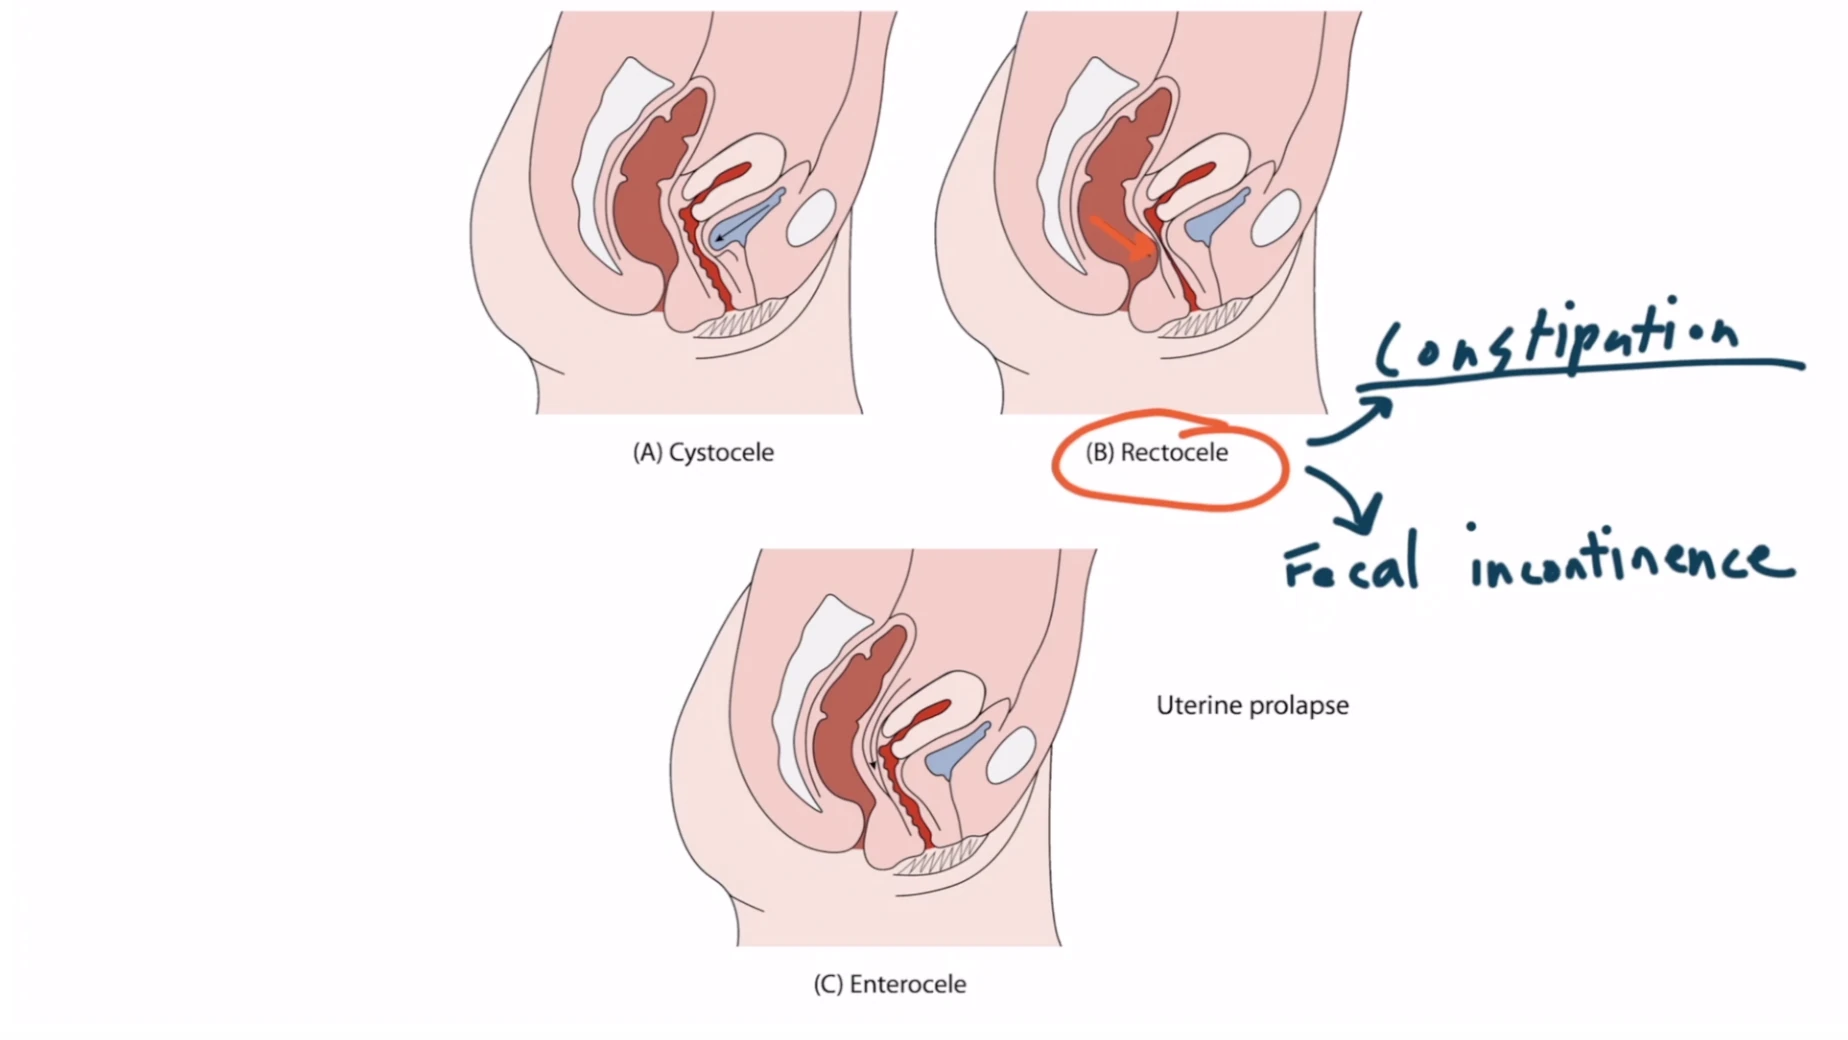 Constipation
(A) Cystocele
(B) Rectocele
Fecal incontinence
Uterine prolapse
(C) Enterocele